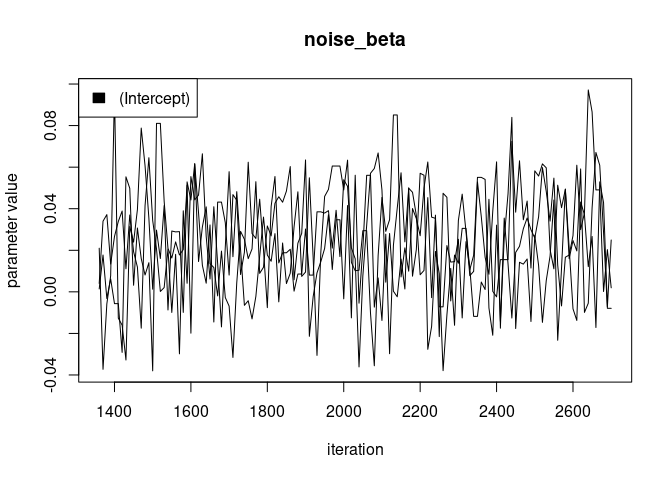 noise_beta
(Intercept)
parameter value
-0.04
0.00
0.04
0.08
1400 1600 1800 2000 2200 2400 2600
iteration